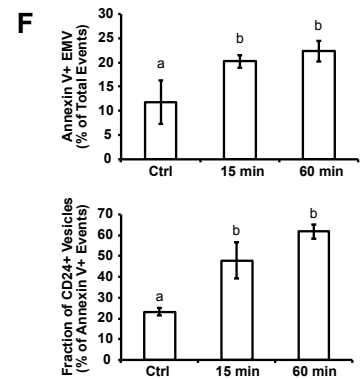 F
Annexin V+ EMV
(% of Total Events)
30
25
20
15
10
5
0
a
b
b
Ctrl
15 min
60 min
Fraction of CD24+ Vesicles
(% of Annexin V+ Events)
70
60
50
40
30
20
10
0
a
b
b
Ctrl
15 min
60 min